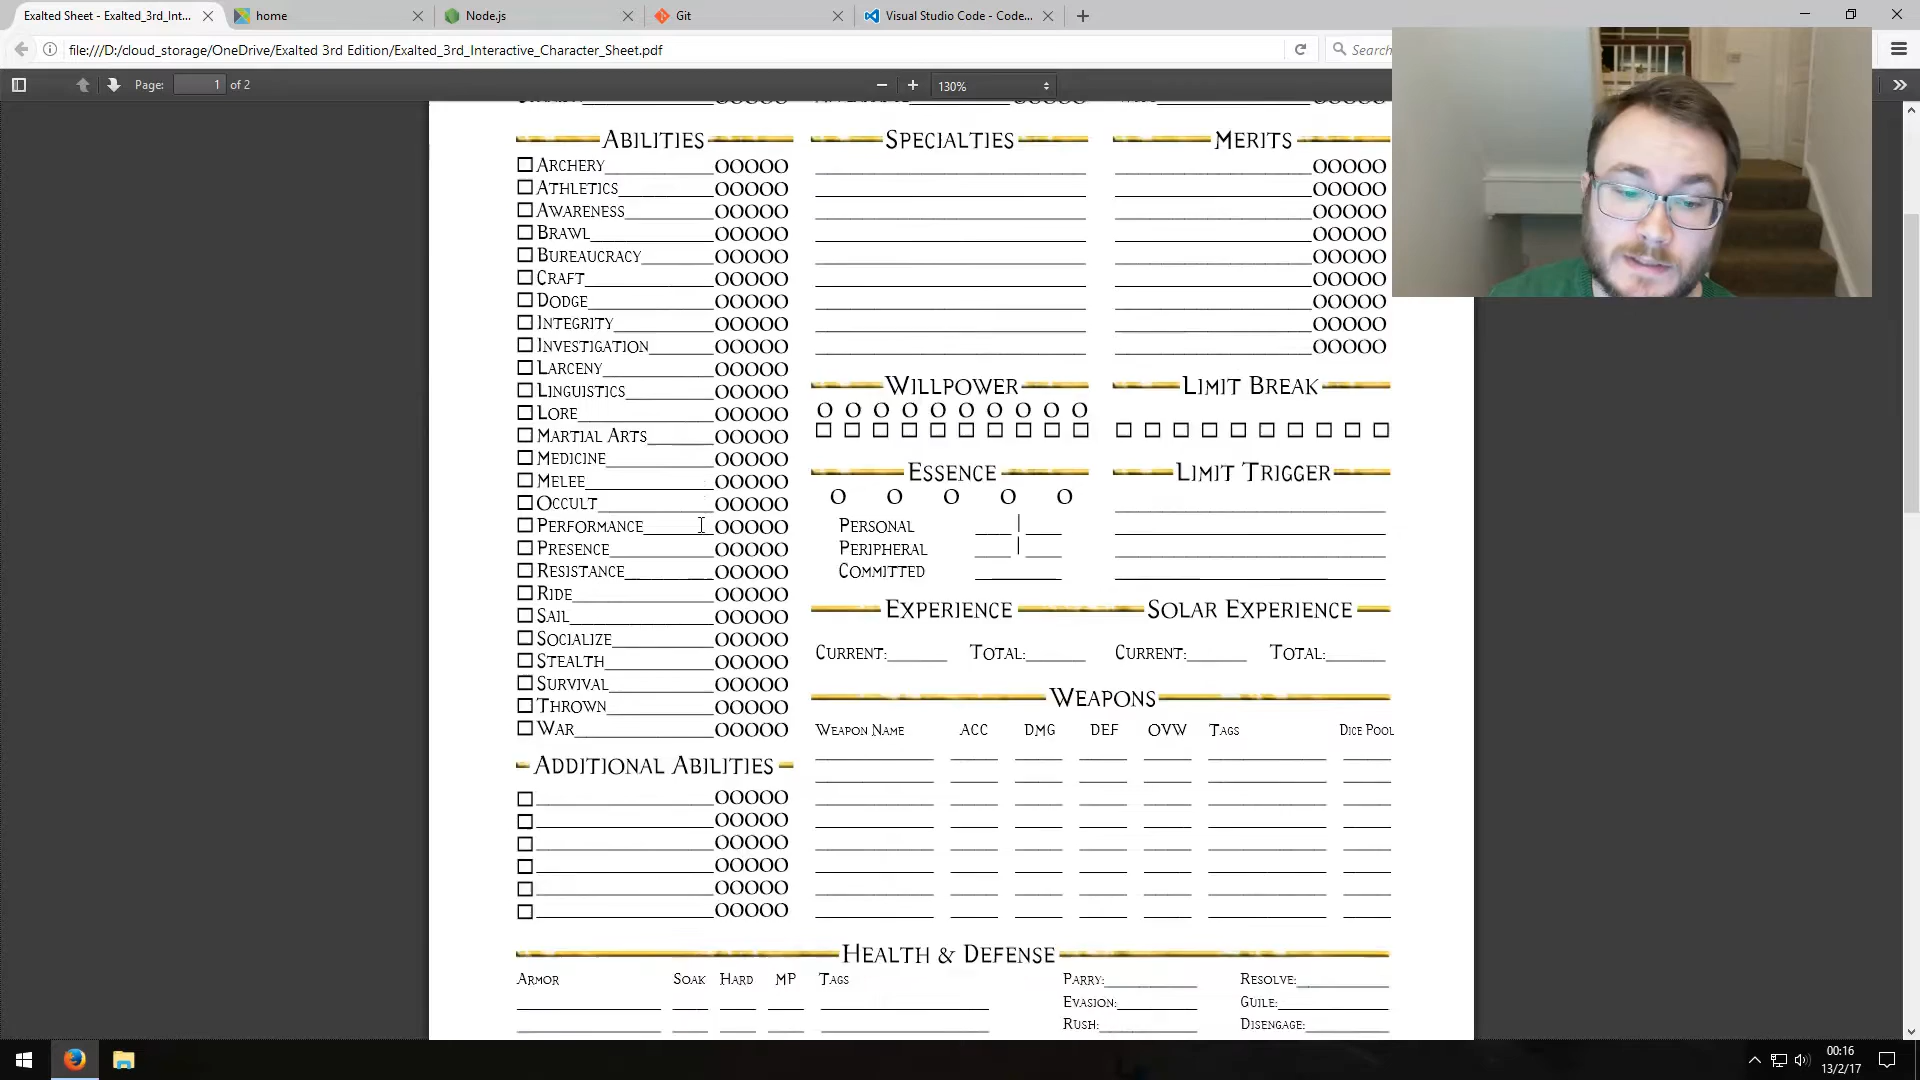 Exalted Sheet - Exalted_3rd_Int...
home
Node.js
Git
Visual Studio Code - Code...
file:///D:/cloud_storage/OneDrive/Exalted 3rd Edition/Exalted_3rd_Interactive_Character_Sheet.pdf
Search
Page: 1 of 2
130%
Abilities
Archery
Athletics
Awareness
Brawl
Bureaucracy
Craft
Dodge
Integrity
Investigation
Larceny
Linguistics
Lore
Martial Arts
Medicine
Melee
Occult
Performance
Presence
Resistance
Ride
Sail
Socialize
Stealth
Survival
Thrown
War
Additional Abilities
Specialties
Merits
Willpower
Limit Break
Essence
Personal
Peripheral
Committed
Limit Trigger
Experience
Current: Total:
Solar Experience
Current: Total:
Weapons
Weapon Name ACC DMG DEF OVW Tags Dice Pool
Health & Defense
Armor Soak Hard MP Tags
Parry: Resolve:
Evasion: Guile:
Rush: Disengage:
00:16
13/2/17